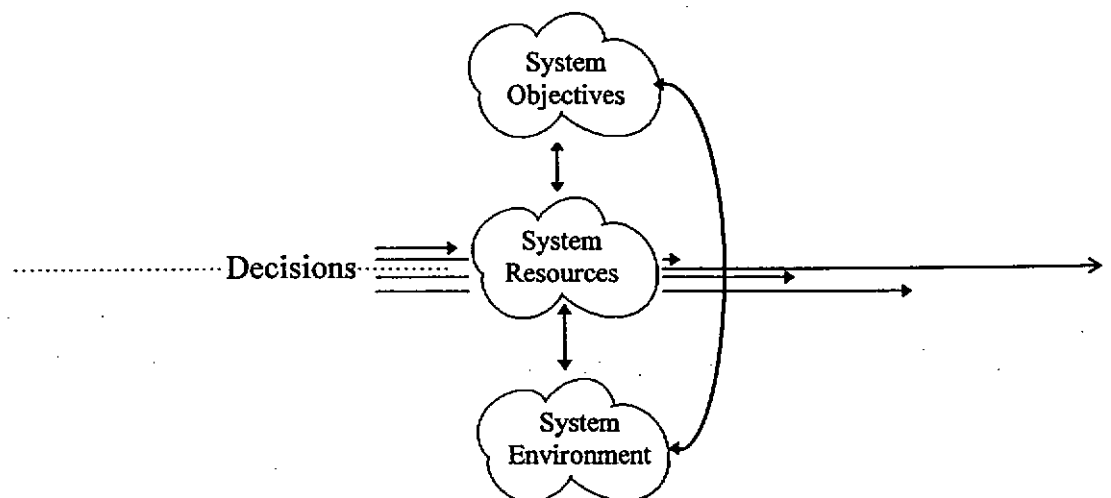 System
Objectives
System
Resources
Decisions
System
Environment